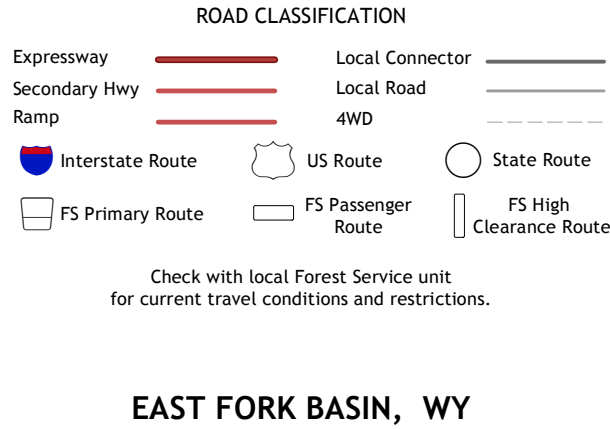 ROAD CLASSIFICATION
Expressway
Local Connector
Secondary Hwy
Local Road
Ramp
4WD
Interstate Route
US Route
State Route
FS Primary Route
FS Passenger
Route
FS High
Clearance Route
Check with local Forest Service unit
for current travel conditions and restrictions.
EAST FORK BASIN, WY